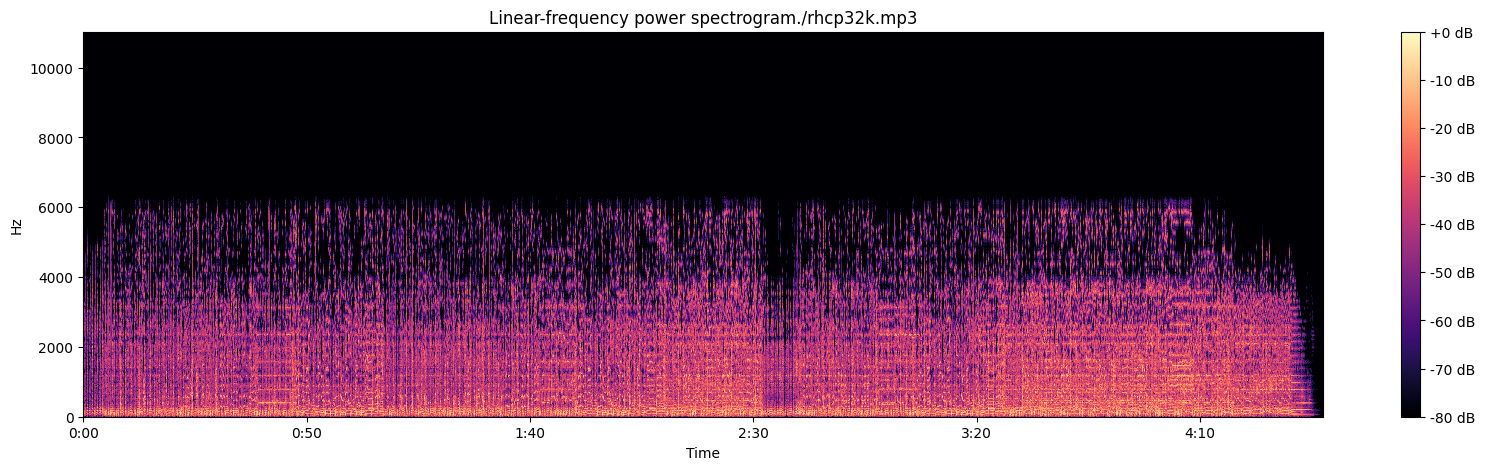 Linear-frequency power spectrogram./rhcp32k.mp3
Hz
10000
8000
6000
4000
2000
0
0:00 0:50 1:40 2:30 3:20 4:10
Time
+0 dB
-10 dB
-20 dB
-30 dB
-40 dB
-50 dB
-60 dB
-70 dB
-80 dB